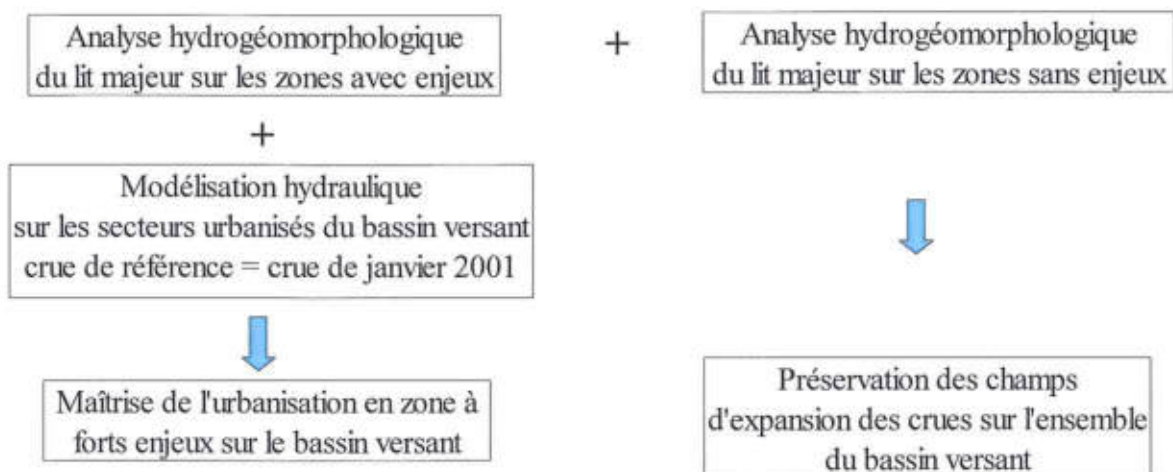 Analyse hydrogéomorphologique
du lit majeur sur les zones avec enjeux
+
Analyse hydrogéomorphologique
du lit majeur sur les zones sans enjeux
+
Modélisation hydraulique
sur les secteurs urbanisés du bassin versant
crue de référence = crue de janvier 2001
Maîtrise de l'urbanisation en zone à
forts enjeux sur le bassin versant
Préservation des champs
d'expansion des crues sur l'ensemble
du bassin versant